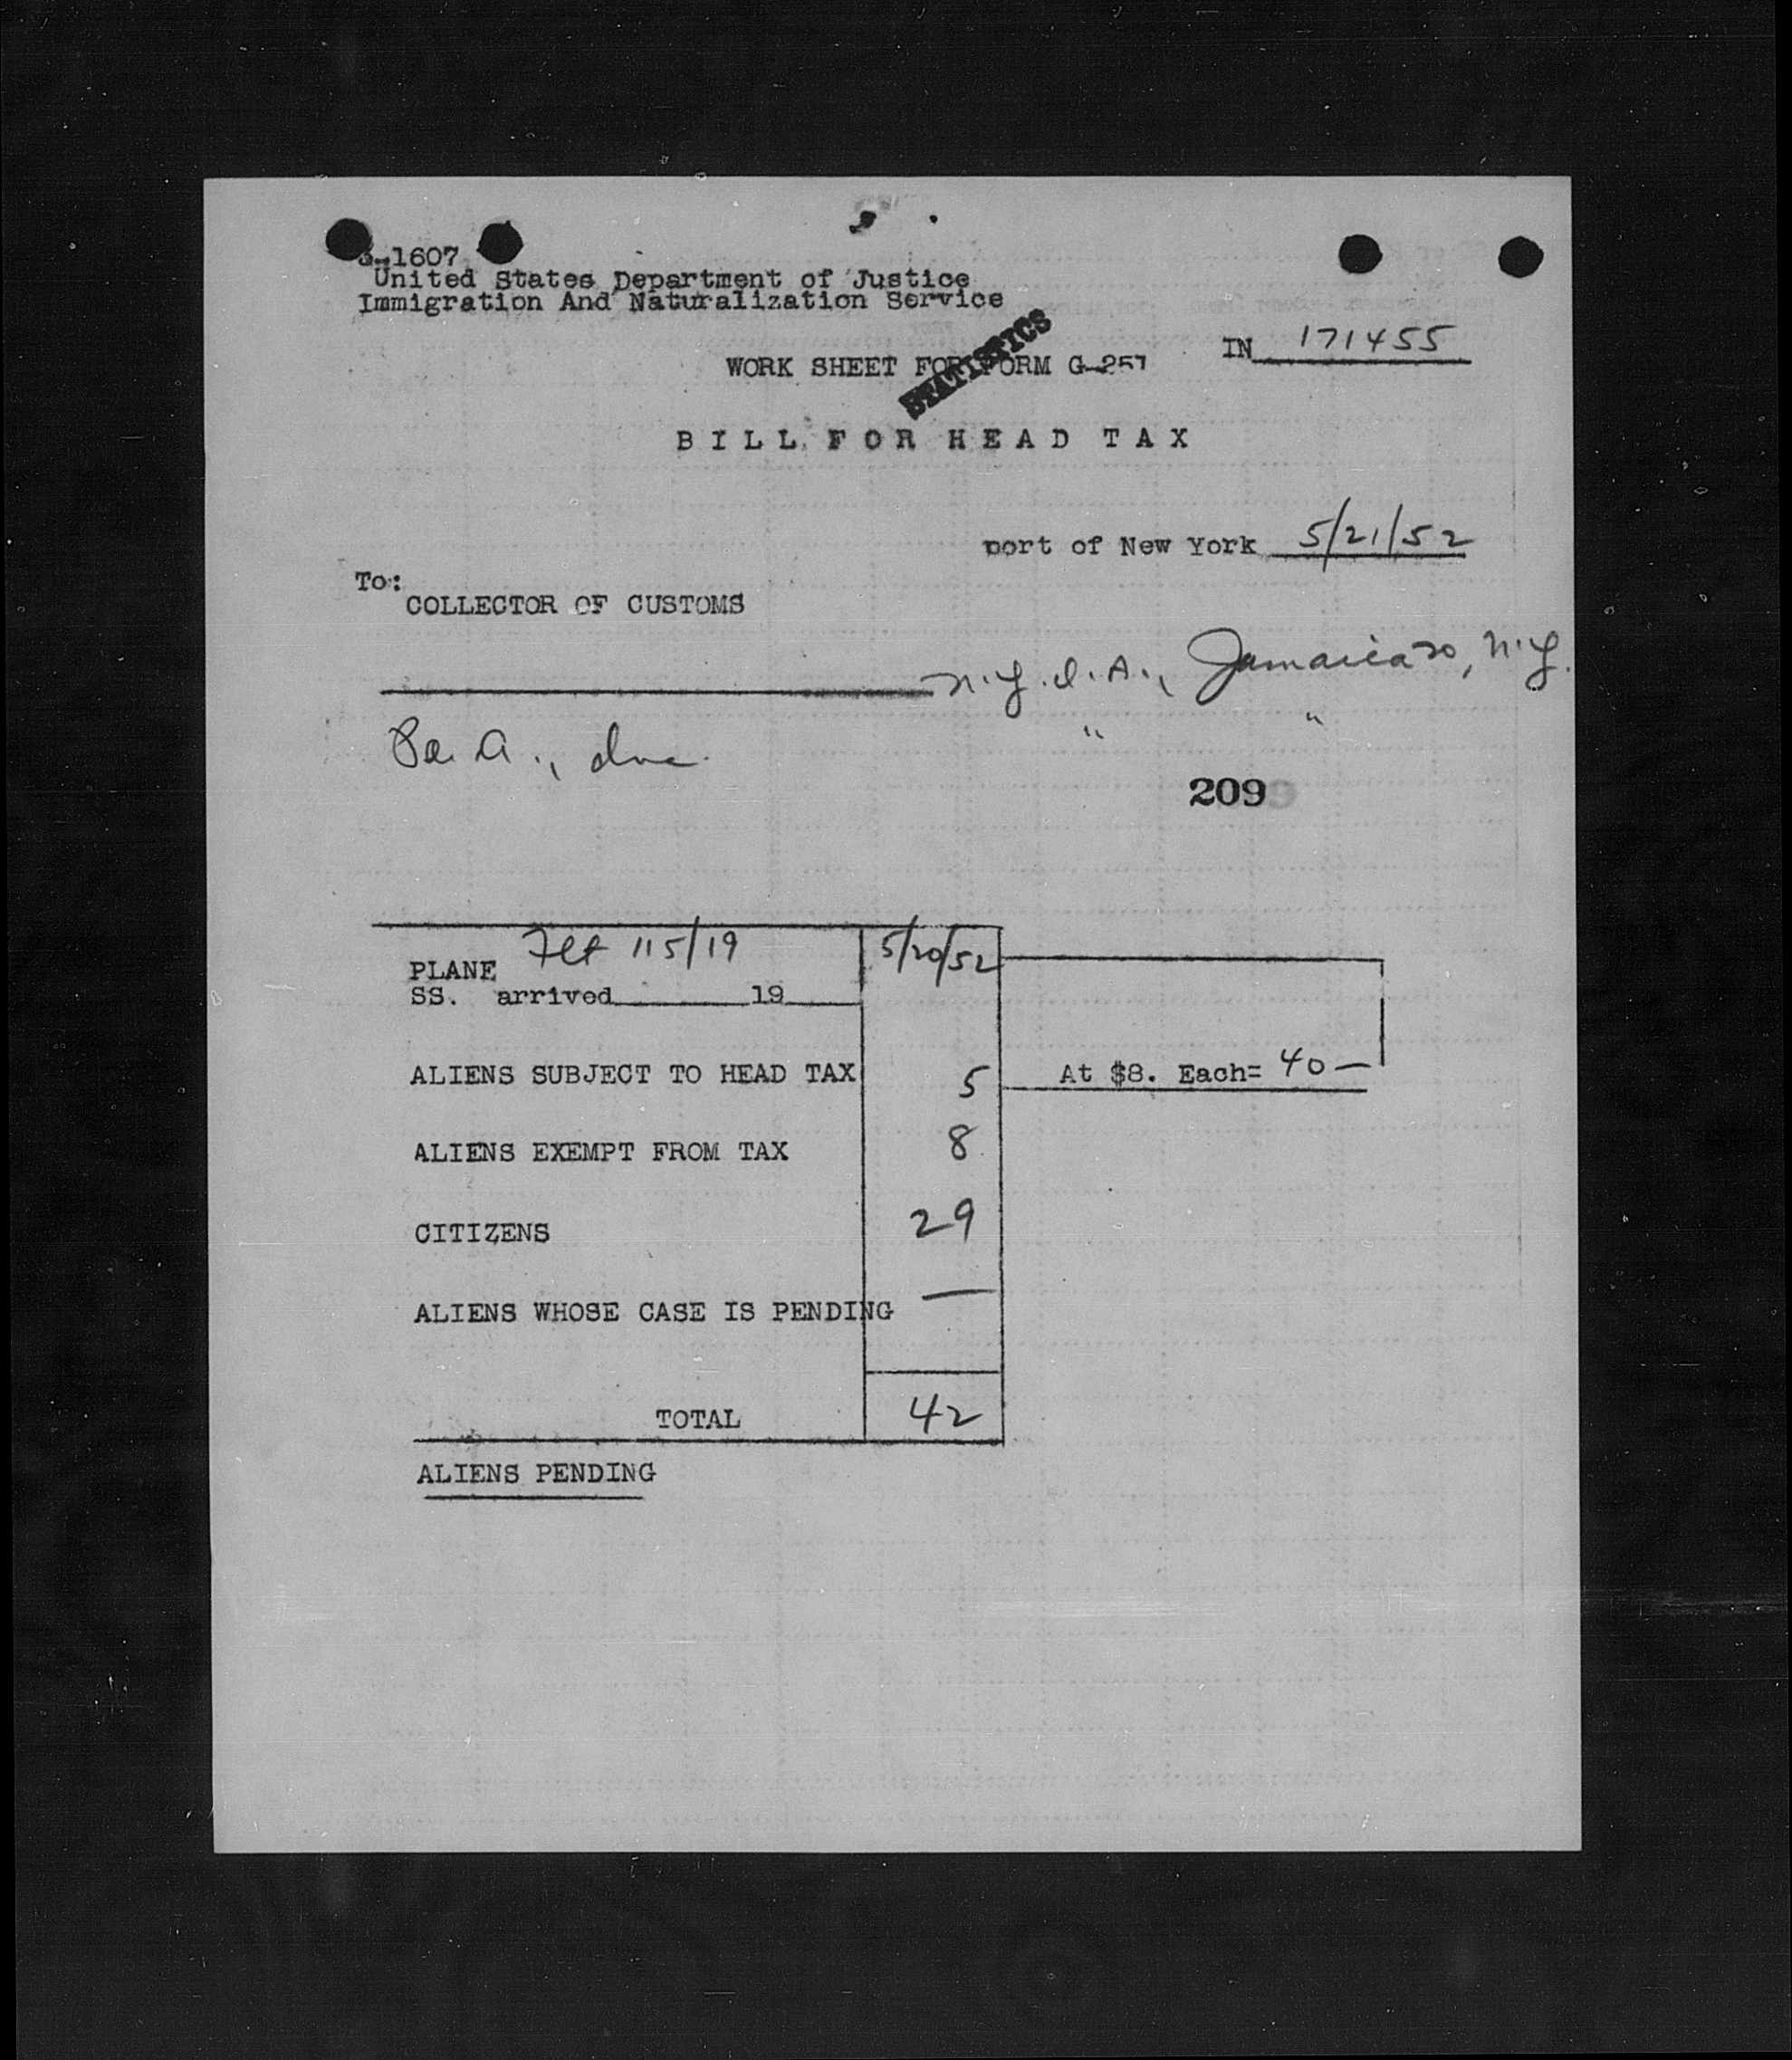 1607
United States Department of Justice
Immigration And Naturalization Service
STATISTICS
IN 171455
WORK SHEET FOR FORM G-257
BILL FOR HEAD TAX
port of New York 5/21/52
To:
COLLECTOR OF CUSTOMS
N.Y.I.A., Jamaica 30, N.Y.
P.a.A., Inc. " "
209
PLANE Flt 115/19 5/20/52
SS. arrived 19
ALIENS SUBJECT TO HEAD TAX 5 At $8. Each= 40 —
ALIENS EXEMPT FROM TAX 8
CITIZENS 29
ALIENS WHOSE CASE IS PENDING —
TOTAL 42
ALIENS PENDING